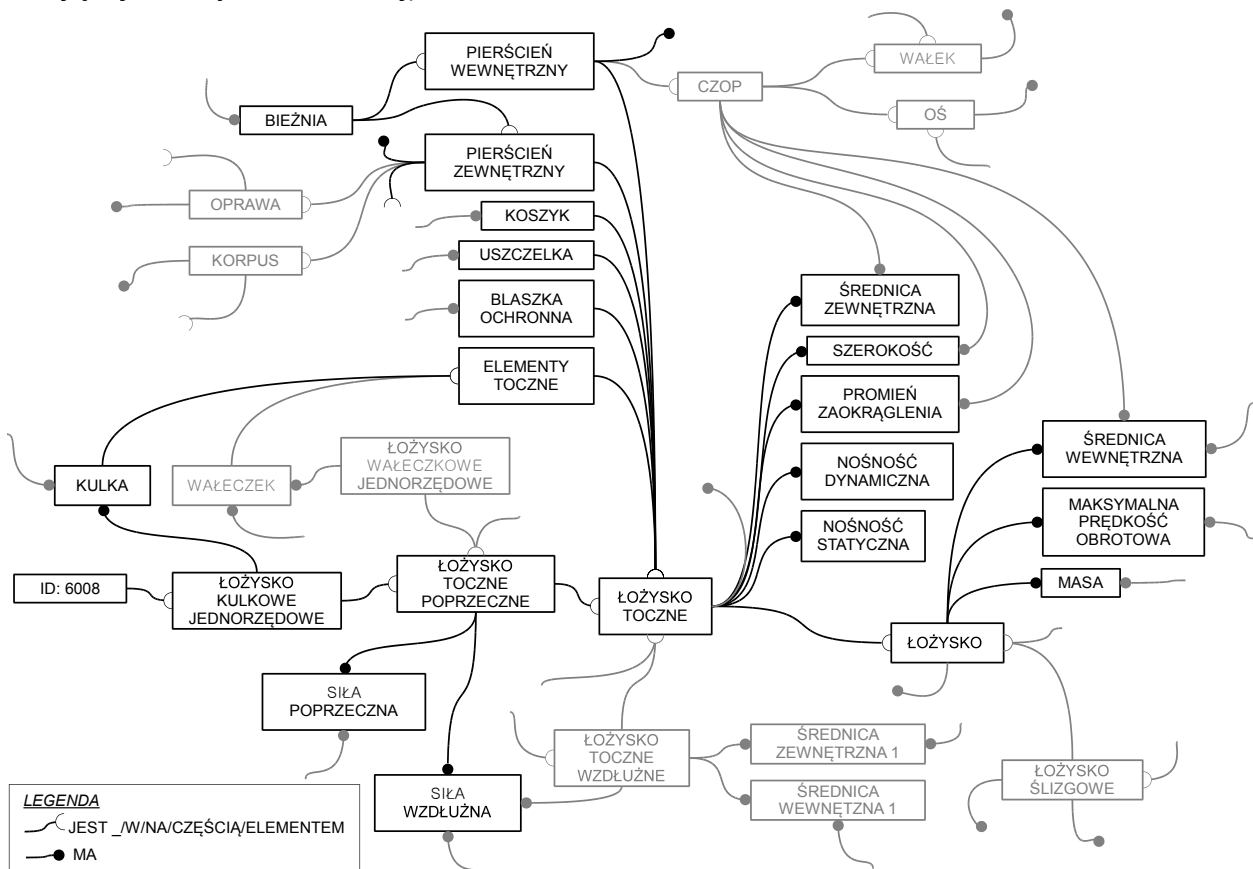 PIERŚCIEŃ
WEWNĘTRZNY
WAŁEK
CZOP
OŚ
BIEŻNIA
PIERŚCIEŃ
ZEWNĘTRZNY
OPRAWA
KOSZYK
KORPUS
USZCZELKA
BLASZKA
OCHRONNA
ŚREDNICA
ZEWNĘTRZNA
SZEROKOŚĆ
ELEMENTY
TOCZNE
PROMIEŃ
ZAOKRĄGLENIA
ŁOŻYSKO
WAŁECZKOWE
JEDNORZĘDOWE
ŚREDNICA
WEWNĘTRZNA
KULKA
WAŁECZEK
NOŚNOŚĆ
DYNAMICZNA
MAKSYMALNA
PRĘDKOŚĆ
OBROTOWA
NOŚNOŚĆ
STATYCZNA
ID: 6008
ŁOŻYSKO
KULKOWE
JEDNORZĘDOWE
ŁOŻYSKO
TOCZNE
POPRZECZNE
ŁOŻYSKO
TOCZNE
MASA
ŁOŻYSKO
SIŁA
POPRZECZNA
ŁOŻYSKO
TOCZNE
WZDŁUŻNE
ŚREDNICA
ZEWNĘTRZNA 1
ŚREDNICA
WEWNĘTZNA 1
ŁOŻYSKO
ŚLIZGOWE
SIŁA
WZDŁUŻNA
LEGENDA
JEST _/W/NA/CZĘŚCIĄ/ELEMENTEM
MA